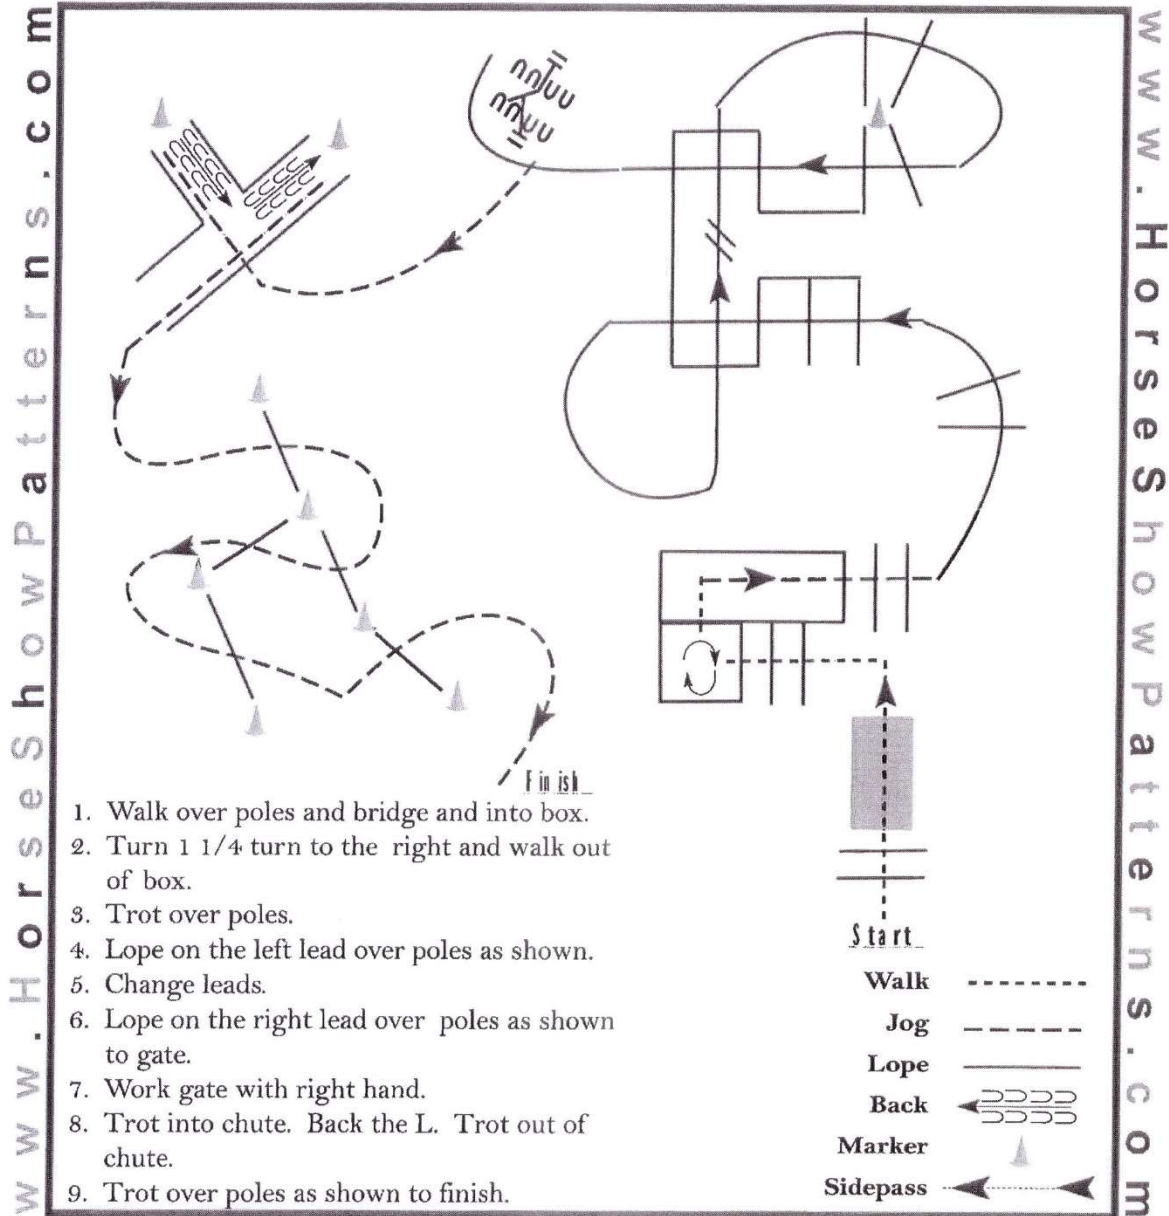 www.HorseShowPatterns.com
www.HorseShowPatterns.com
Finish
Start
1. Walk over poles and bridge and into box.
2. Turn 1 1/4 turn to the right and walk out
of box.
3. Trot over poles.
4. Lope on the left lead over poles as shown.
5. Change leads.
6. Lope on the right lead over poles as shown
to gate.
7. Work gate with right hand.
8. Trot into chute. Back the L. Trot out of
chute.
9. Trot over poles as shown to finish.
Walk
Jog
Lope
Back
Marker
Sidepass